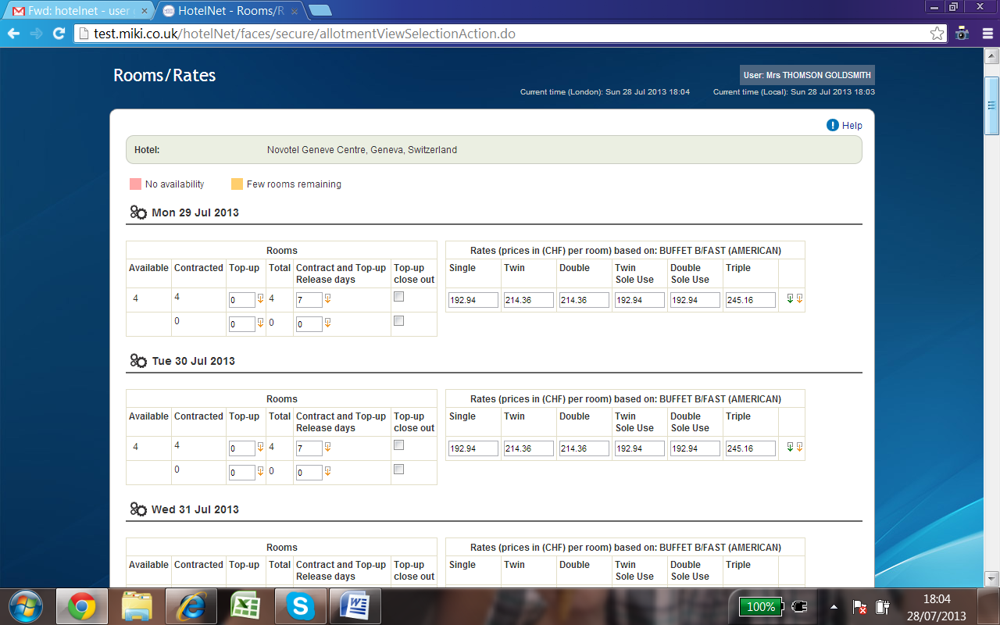 Fwd: hotelnet - user
HotelNet - Rooms/R
test.miki.co.uk/hotelNet/faces/secure/allotmentViewSelectionAction.do
Rooms/Rates
User: Mrs THOMSON GOLDSMITH
Current time (London): Sun 28 Jul 2013 18:04 Current time (Local): Sun 28 Jul 2013 18:03
Help
Hotel: Novotel Geneve Centre, Geneva, Switzerland
No availability Few rooms remaining
Mon 29 Jul 2013
Rooms
Available Contracted Top-up Total Contract and Top-up Top-up
Release days close out
4 4 0 4 7
0 0 0 0
Rates (prices in (CHF) per room) based on: BUFFET B/FAST (AMERICAN)
Single Twin Double Twin Double Triple
Sole Use Sole Use
192.94 214.36 214.36 192.94 192.94 245.16
Tue 30 Jul 2013
Rooms
Available Contracted Top-up Total Contract and Top-up Top-up
Release days close out
4 4 0 4 7
0 0 0 0
Rates (prices in (CHF) per room) based on: BUFFET B/FAST (AMERICAN)
Single Twin Double Twin Double Triple
Sole Use Sole Use
192.94 214.36 214.36 192.94 192.94 245.16
Wed 31 Jul 2013
Rooms
Available Contracted Top-up Total Contract and Top-up Top-up
Release days close out
Rates (prices in (CHF) per room) based on: BUFFET B/FAST (AMERICAN)
Single Twin Double Twin Double Triple
Sole Use Sole Use
100%
18:04
28/07/2013